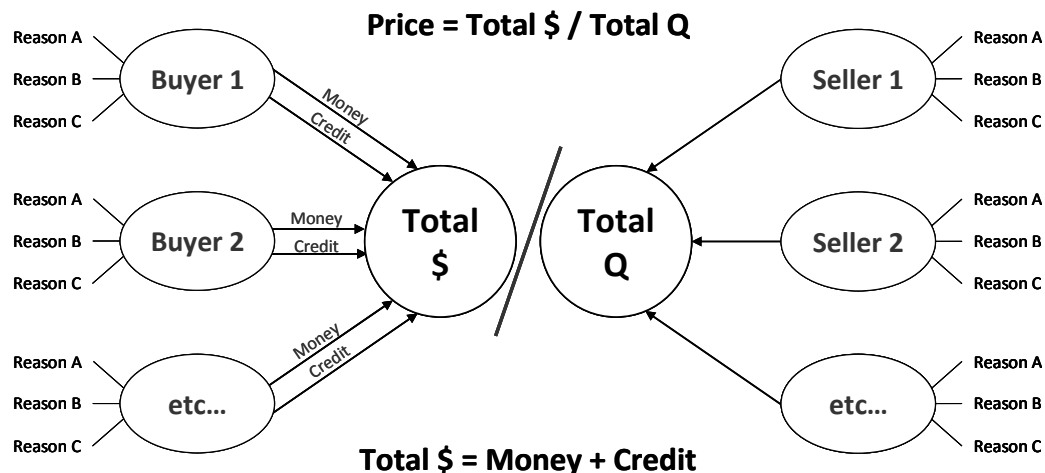 Price = Total $ / Total Q
Reason A
Reason B
Reason C
Buyer 1
Money
Credit
Reason A
Reason B
Reason C
Buyer 2
Money
Credit
Reason A
Reason B
Reason C
etc...
Money
Credit
Total
$
/
Total
Q
Seller 1
Reason A
Reason B
Reason C
Seller 2
Reason A
Reason B
Reason C
etc...
Reason A
Reason B
Reason C
Total $ = Money + Credit